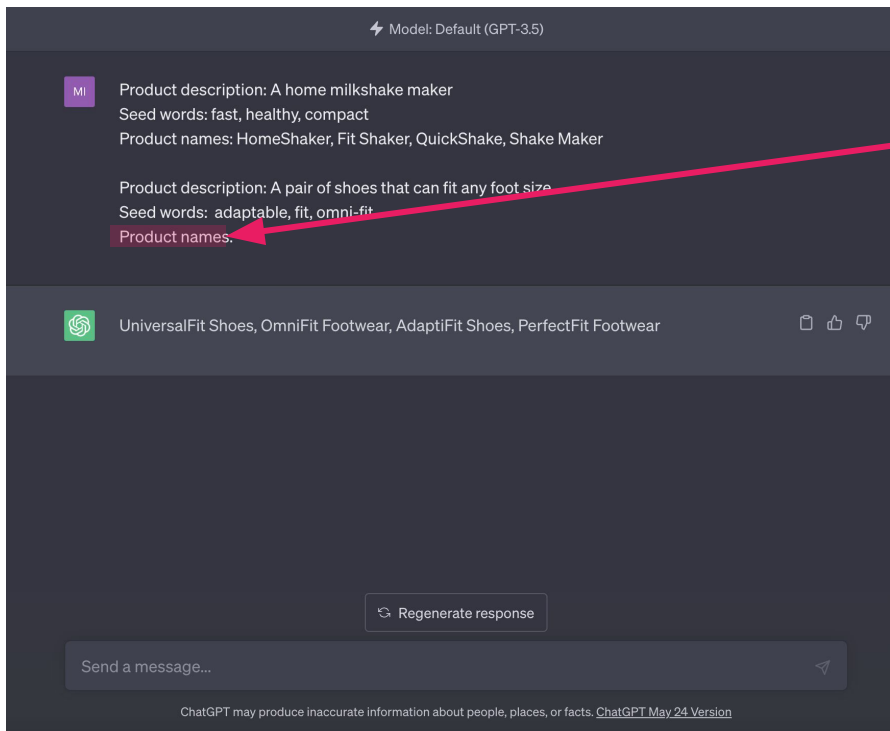 Model: Default (GPT-3.5)
MI
Product description: A home milkshake maker
Seed words: fast, healthy, compact
Product names: HomeShaker, Fit Shaker, QuickShake, Shake Maker
Product description: A pair of shoes that can fit any foot size
Seed words: adaptable, fit, omni-fit
Product names:
UniversalFit Shoes, OmniFit Footwear, AdaptiFit Shoes, PerfectFit Footwear
Regenerate response
Send a message...
ChatGPT may produce inaccurate information about people, places, or facts. ChatGPT May 24 Version